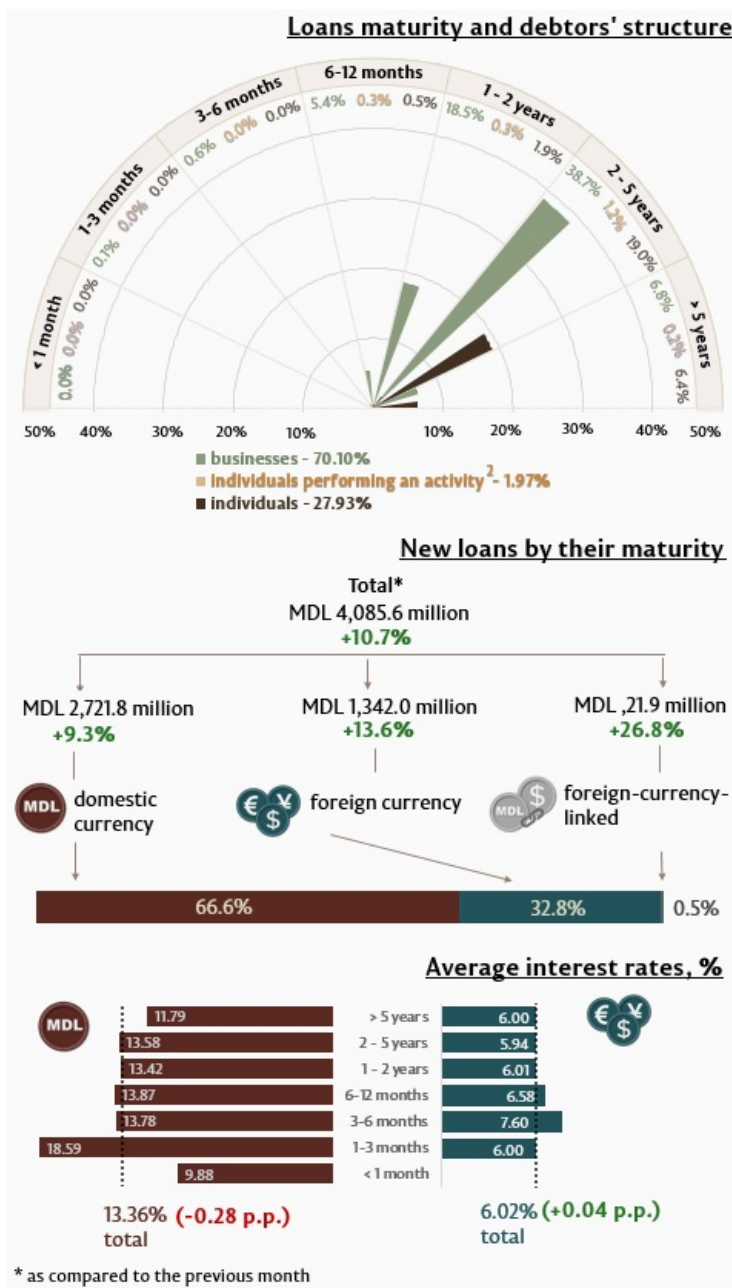 Loans maturity and debtors' structure
< 1 month
1-3 months
3-6 months
6-12 months
1 - 2 years
2 - 5 years
> 5 years
0.0% 0.0% 0.0%
0.1% 0.0% 0.0%
0.6% 0.0% 0.0%
5.4% 0.3% 0.5%
18.5% 0.3% 1.9%
38.7% 1.2% 19.0%
6.8% 0.2% 6.4%
50% 40% 30% 20% 10% 10% 20% 30% 40% 50%
businesses - 70.10%
individuals performing an activity 2- 1.97%
individuals - 27.93%
New loans by their maturity
Total*
MDL 4,085.6 million
+10.7%
MDL 2,721.8 million MDL 1,342.0 million MDL ,21.9 million
+9.3% +13.6% +26.8%
MDL domestic currency
€ ¥ $ foreign currency
MDL $ foreign-currency-
linked
66.6% 32.8% 0.5%
Average interest rates, %
MDL € ¥ $
11.79 > 5 years 6.00
13.58 2 - 5 years 5.94
13.42 1 - 2 years 6.01
13.87 6-12 months 6.58
13.78 3-6 months 7.60
18.59 1-3 months 6.00
9.88 < 1 month
13.36% (-0.28 p.p.) 6.02% (+0.04 p.p.)
total total
* as compared to the previous month